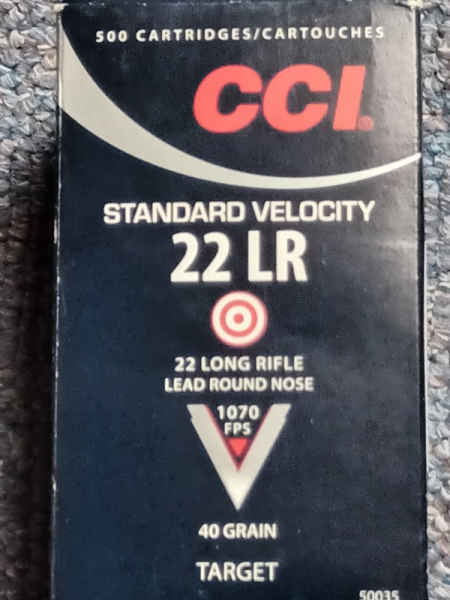 500 CARTRIDGES/CARTOUCHES
CCI®
STANDARD VELOCITY
22 LR
22 LONG RIFLE
LEAD ROUND NOSE
1070
FPS
40 GRAIN
TARGET
50035